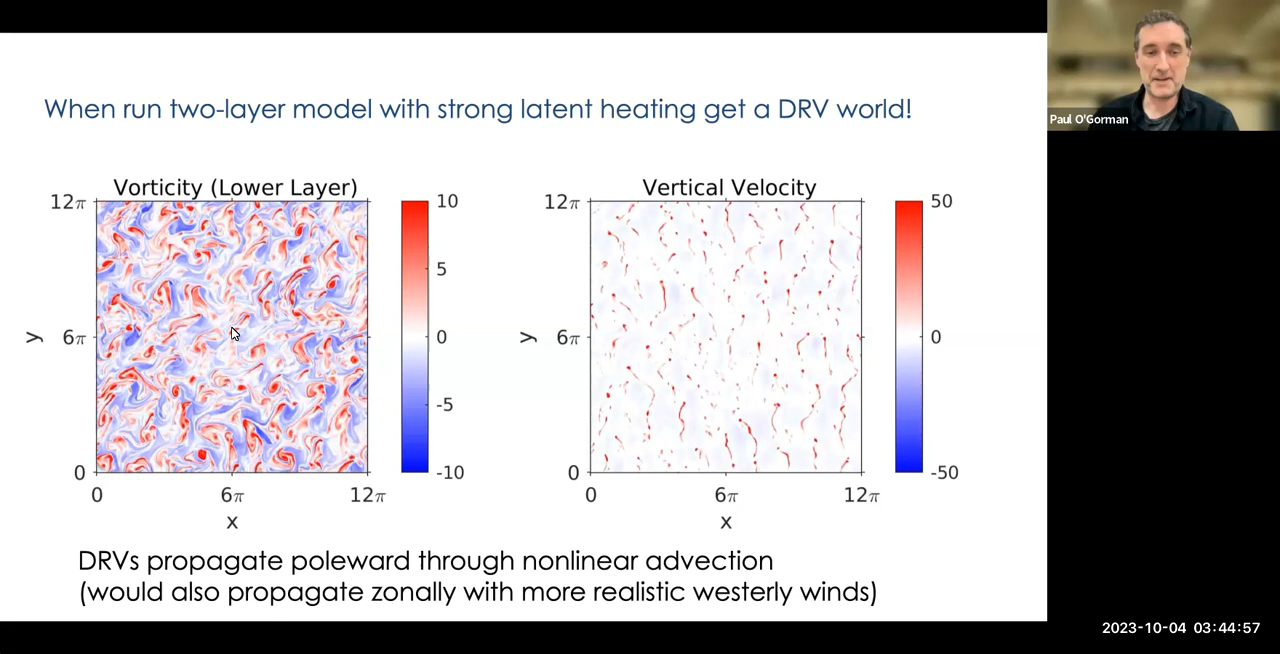 When run two-layer model with strong latent heating get a DRV world!
Paul O'Gorman
Vorticity (Lower Layer)
12π
6π
0
y
0
6π
12π
x
10
5
0
-5
-10
Vertical Velocity
12π
6π
0
y
0
6π
12π
x
50
0
-50
DRVs propagate poleward through nonlinear advection
(would also propagate zonally with more realistic westerly winds)
2023-10-04 03:44:57